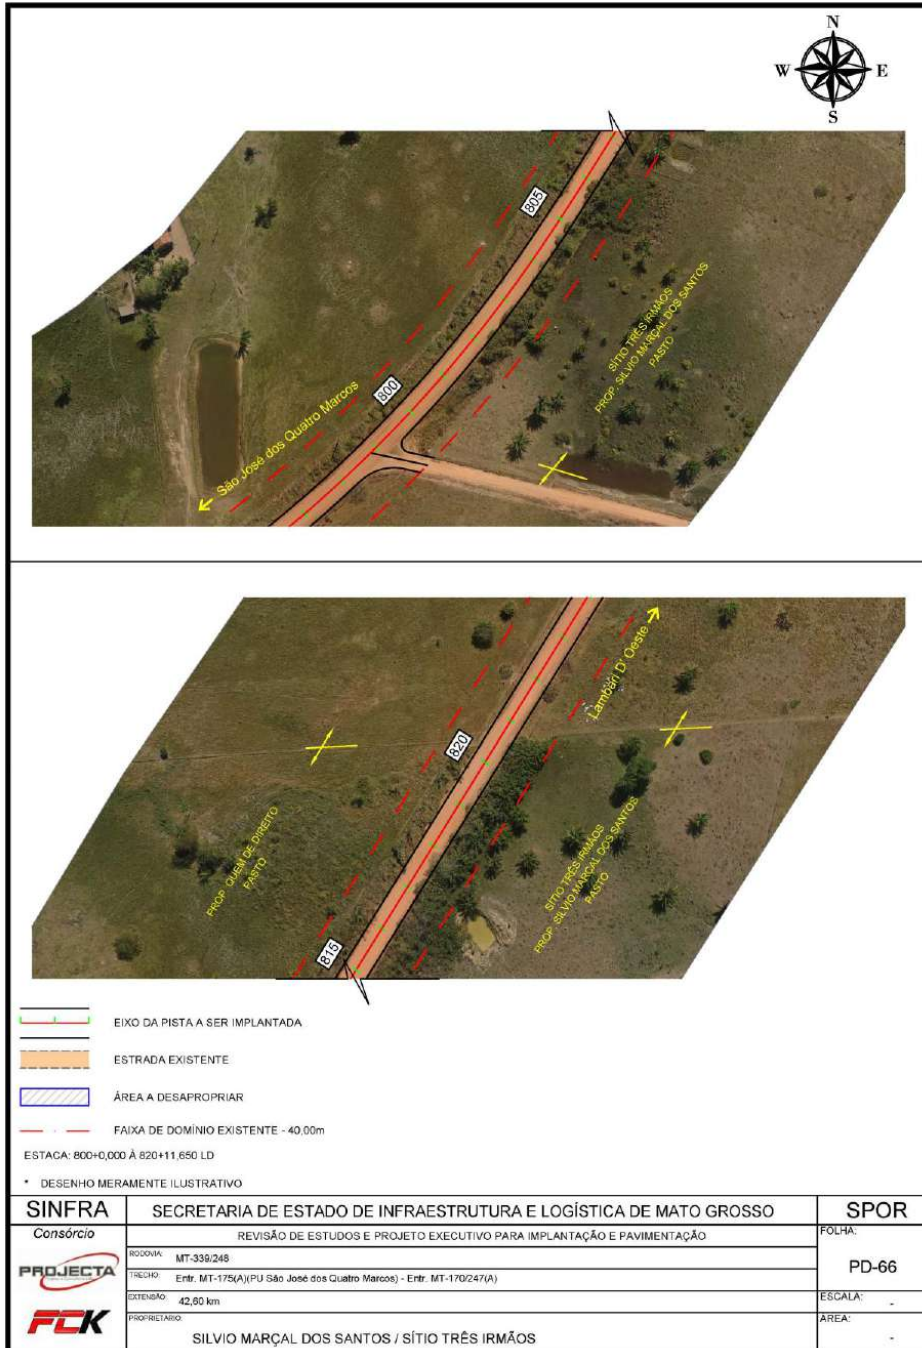 N
W E
S
805
SÍTIO TRÊS IRMÃOS
PROP. SILVIO MARÇAL DOS SANTOS
PASTO
800
São José dos Quatro Marcos
Lambari D' Oeste
820
PROP. QUEM DE DIREITO
PASTO
SÍTIO TRÊS IRMÃOS
PROP. SILVIO MARÇAL DOS SANTOS
PASTO
815
EIXO DA PISTA A SER IMPLANTADA
ESTRADA EXISTENTE
ÁREA A DESAPROPRIAR
FAIXA DE DOMÍNIO EXISTENTE - 40,00m
ESTACA: 800+0,000 À 820+11,650 LD
* DESENHO MERAMENTE ILUSTRATIVO
SINFRA
SECRETARIA DE ESTADO DE INFRAESTRUTURA E LOGÍSTICA DE MATO GROSSO
SPOR
Consórcio
REVISÃO DE ESTUDOS E PROJETO EXECUTIVO PARA IMPLANTAÇÃO E PAVIMENTAÇÃO
FOLHA:
PD-66
PROJECTA
RODOVIA: MT-339/248
TRECHO: Entr. MT-175(A)(PU São José dos Quatro Marcos) - Entr. MT-170/247(A)
EXTENSÃO: 42,60 km
ESCALA: -
FCK
PROPRIETÁRIO:
SILVIO MARÇAL DOS SANTOS / SÍTIO TRÊS IRMÃOS
ÁREA:
-